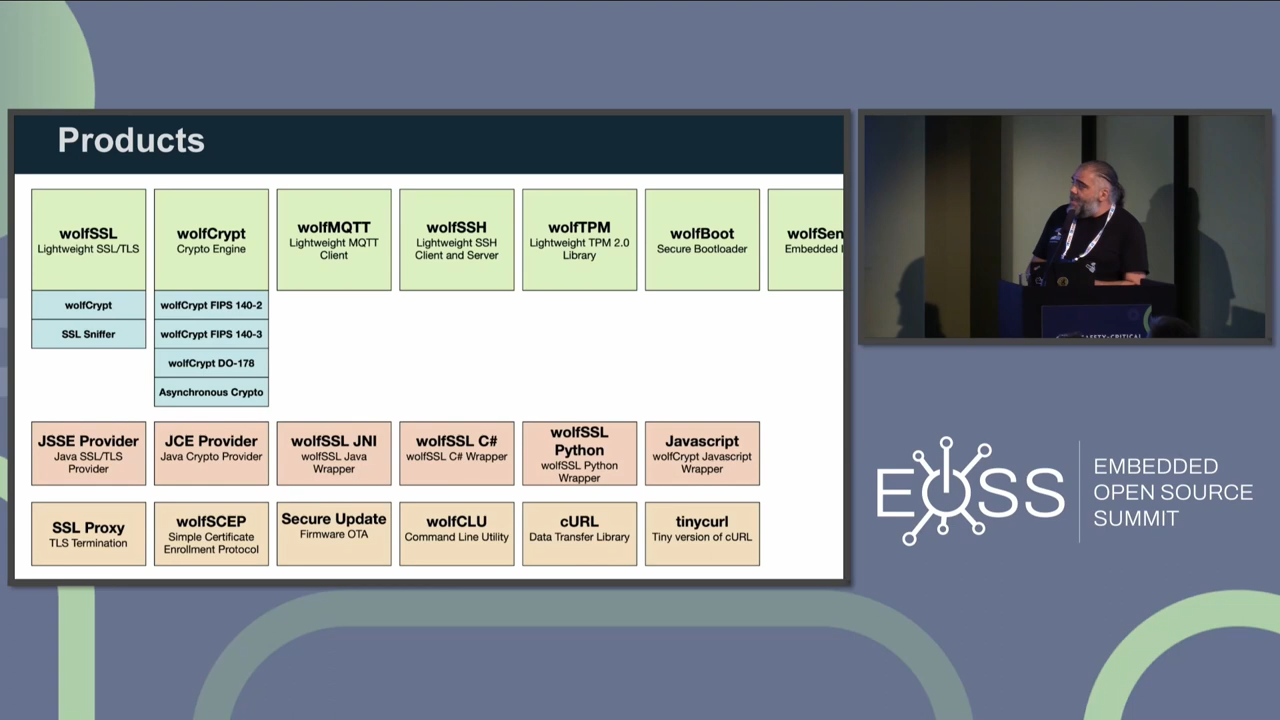 Products
wolfSSL
Lightweight SSL/TLS
wolfCrypt
Crypto Engine
wolfMQTT
Lightweight MQTT
Client
wolfSSH
Lightweight SSH
Client and Server
wolfTPM
Lightweight TPM 2.0
Library
wolfBoot
Secure Bootloader
wolfSen
Embedded
wolfCrypt
SSL Sniffer
wolfCrypt FIPS 140-2
wolfCrypt FIPS 140-3
wolfCrypt DO-178
Asynchronous Crypto
JSSE Provider
Java SSL/TLS
Provider
JCE Provider
Java Crypto Provider
wolfSSL JNI
wolfSSL Java
Wrapper
wolfSSL C#
wolfSSL C# Wrapper
wolfSSL
Python
wolfSSL Python
Wrapper
Javascript
wolfCrypt Javascript
Wrapper
SSL Proxy
TLS Termination
wolfSCEP
Simple Certificate
Enrollment Protocol
Secure Update
Firmware OTA
wolfCLU
Command Line Utility
cURL
Data Transfer Library
tinycurl
Tiny version of cURL
SAFETY-CRITICAL
EOSS
EMBEDDED
OPEN SOURCE
SUMMIT